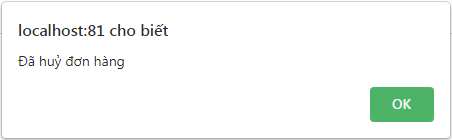 localhost:81 cho biết
Đã huỷ đơn hàng
OK